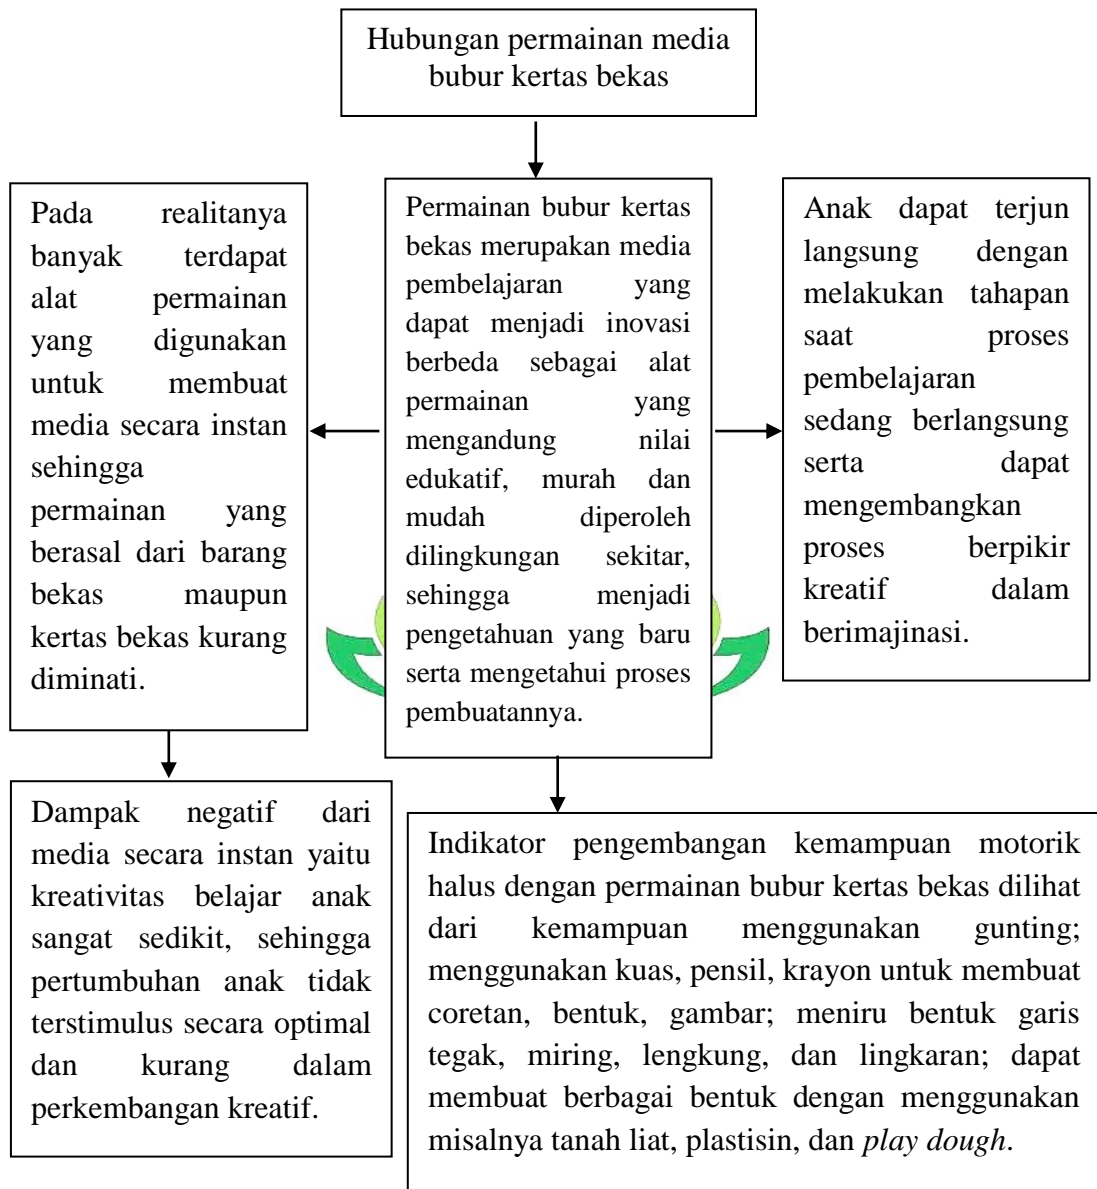 Hubungan permainan media
bubur kertas bekas
Pada realitanya
banyak terdapat
alat permainan
yang digunakan
untuk membuat
media secara instan
sehingga
permainan yang
berasal dari barang
bekas maupun
kertas bekas kurang
diminati.
Permainan bubur kertas
bekas merupakan media
pembelajaran yang
dapat menjadi inovasi
berbeda sebagai alat
permainan yang
mengandung nilai
edukatif, murah dan
mudah diperoleh
dilingkungan sekitar,
sehingga menjadi
pengetahuan yang baru
serta mengetahui proses
pembuatannya.
Anak dapat terjun
langsung dengan
melakukan tahapan
saat proses
pembelajaran
sedang berlangsung
serta dapat
mengembangkan
proses berpikir
kreatif dalam
berimajinasi.
Dampak negatif dari
media secara instan yaitu
kreativitas belajar anak
sangat sedikit, sehingga
pertumbuhan anak tidak
terstimulus secara optimal
dan kurang dalam
perkembangan kreatif.
Indikator pengembangan kemampuan motorik
halus dengan permainan bubur kertas bekas dilihat
dari kemampuan menggunakan gunting;
menggunakan kuas, pensil, krayon untuk membuat
coretan, bentuk, gambar; meniru bentuk garis
tegak, miring, lengkung, dan lingkaran; dapat
membuat berbagai bentuk dengan menggunakan
misalnya tanah liat, plastisin, dan play dough.